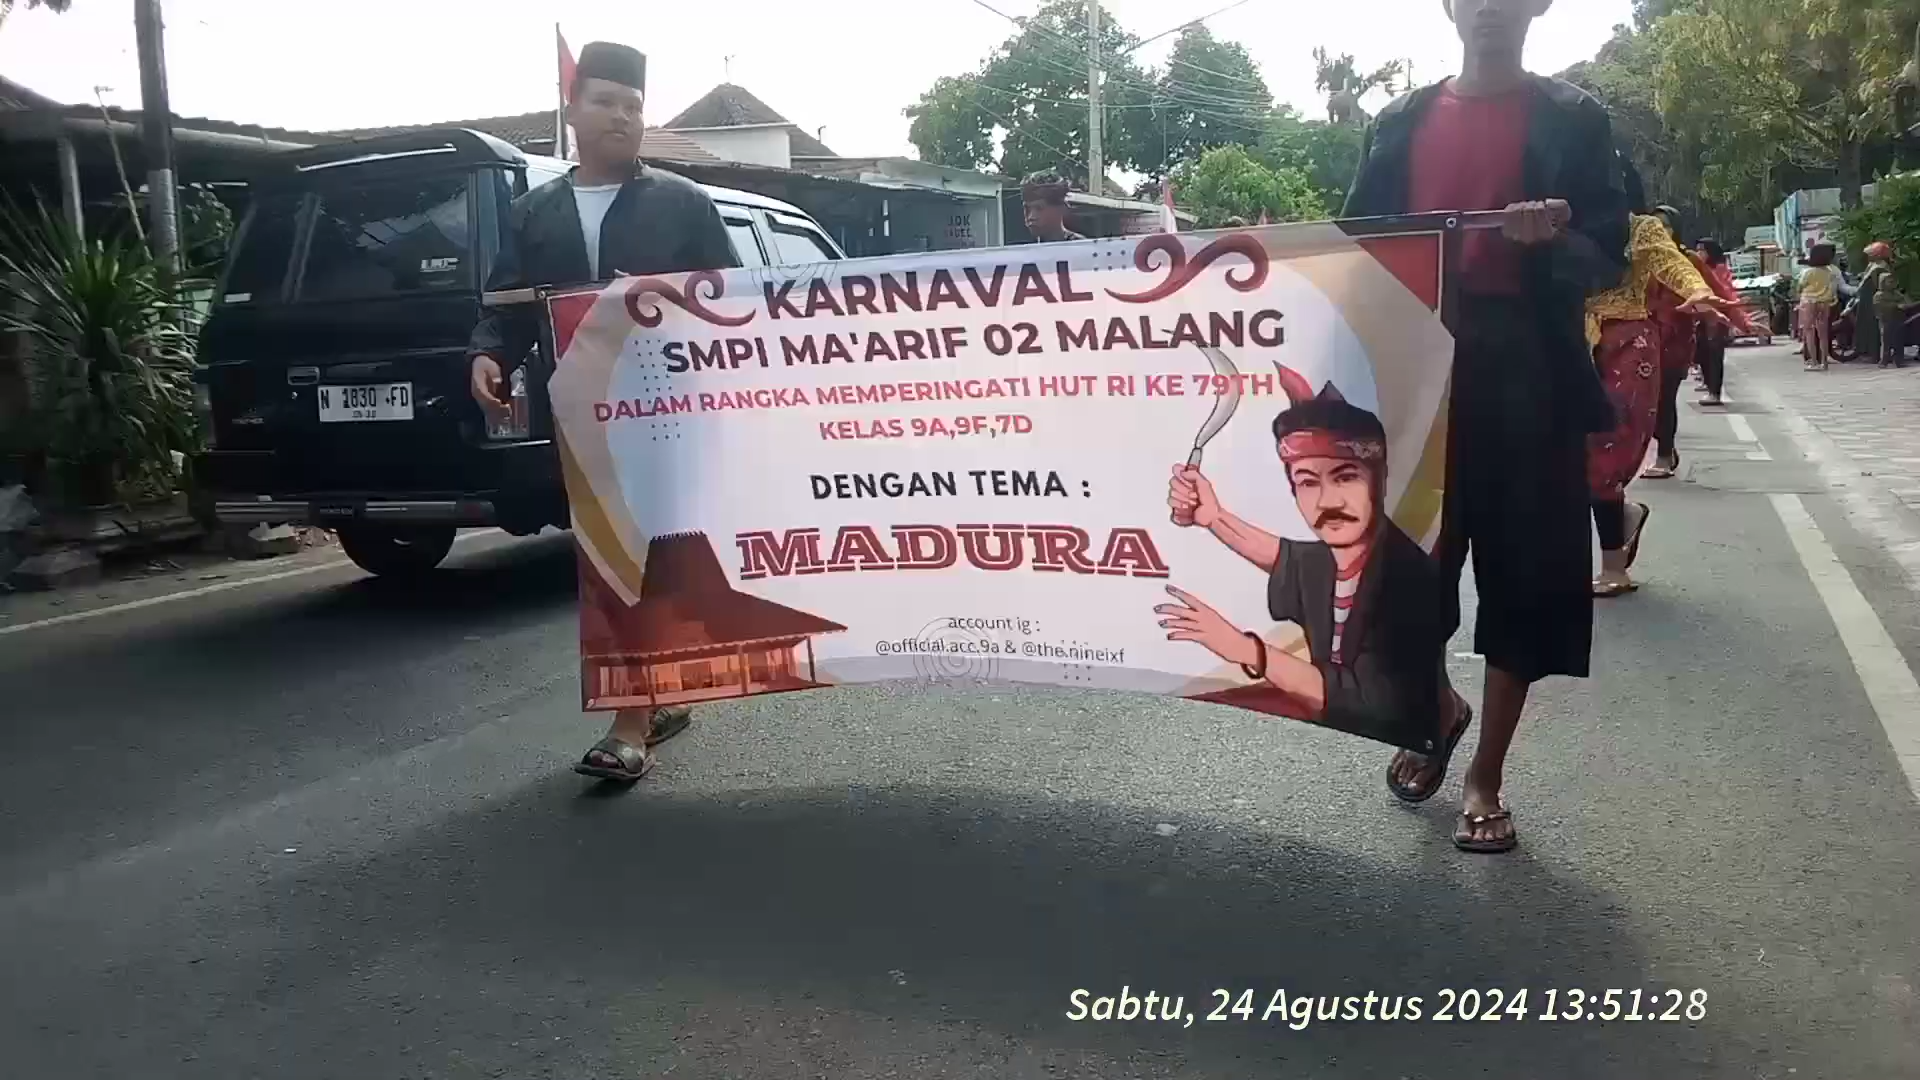 KARNAVAL
SMPI MA'ARIF 02 MALANG
DALAM RANGKA MEMPERINGATI HUT RI KE 79TH
KELAS 9A,9F,7D
DENGAN TEMA :
MADURA
account ig :
@official.acc.9a & @the.nineixf
N 1830 FD
JOK
Sabtu, 24 Agustus 2024 13:51:28